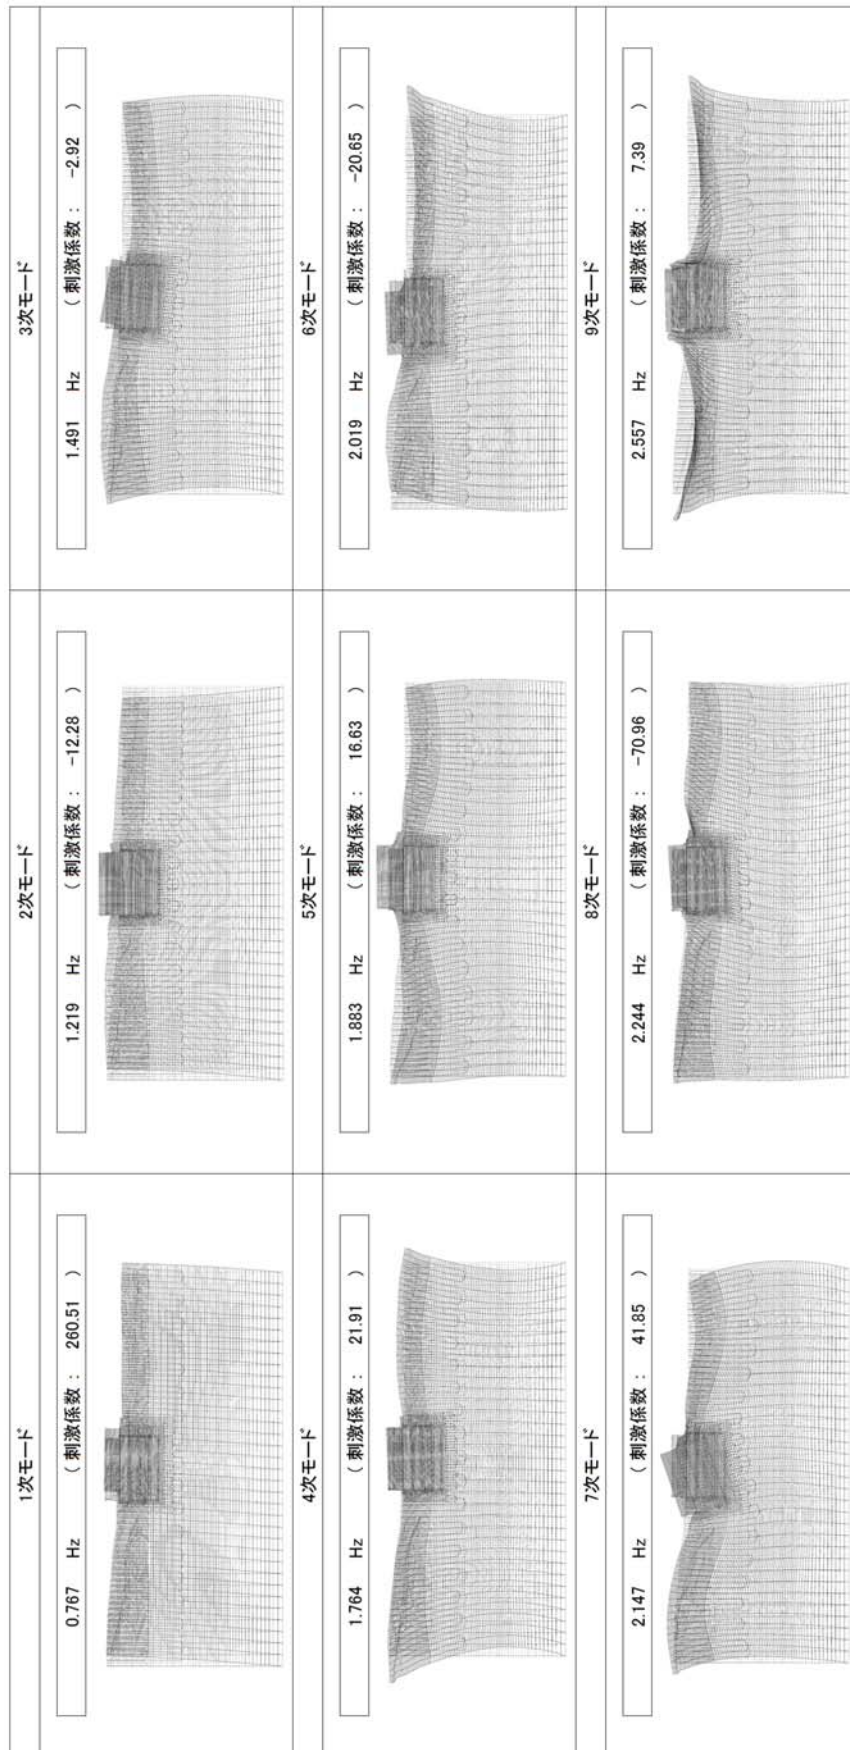 1次モード
0.767 Hz ( 刺激係数 : 260.51 )
2次モード
1.219 Hz ( 刺激係数 : -12.28 )
3次モード
1.491 Hz ( 刺激係数 : -2.92 )
4次モード
1.764 Hz ( 刺激係数 : 21.91 )
5次モード
1.883 Hz ( 刺激係数 : 16.63 )
6次モード
2.019 Hz ( 刺激係数 : -20.65 )
7次モード
2.147 Hz ( 刺激係数 : 41.85 )
8次モード
2.244 Hz ( 刺激係数 : -70.96 )
9次モード
2.557 Hz ( 刺激係数 : 7.39 )